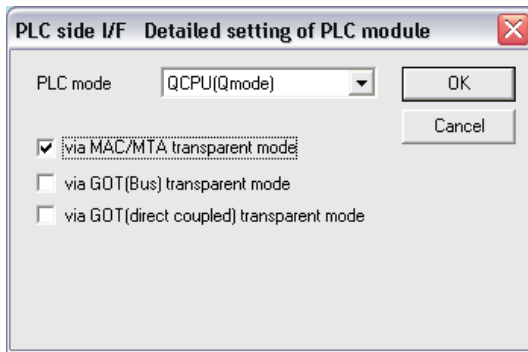 PLC side I/F Detailed setting of PLC module
PLC mode QCPU(Qmode) OK
Cancel
via MAC/MTA transparent mode
via GOT(Bus) transparent mode
via GOT(direct coupled) transparent mode